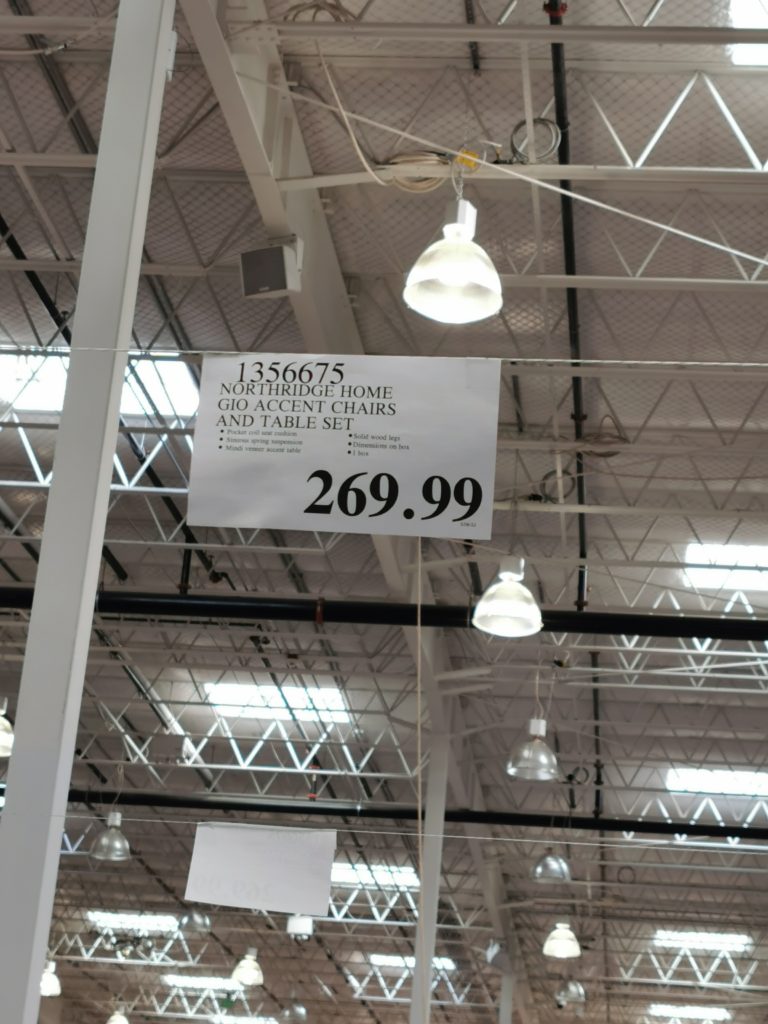 1356675
NORTHRIDGE HOME
GIO ACCENT CHAIRS
AND TABLE SET
• Pocket coil seat cushion
• Sinuous spring suspension
• Mindi veneer accent table
• Solid wood legs
• Dimensions on box
• 1 box
269.99